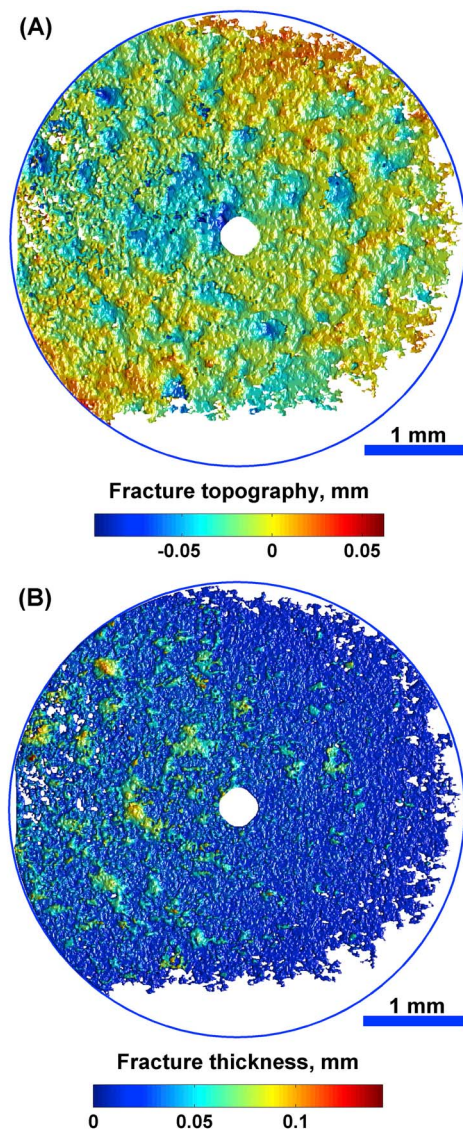 (A)
1 mm
Fracture topography, mm
-0.05 0 0.05
(B)
1 mm
Fracture thickness, mm
0 0.05 0.1